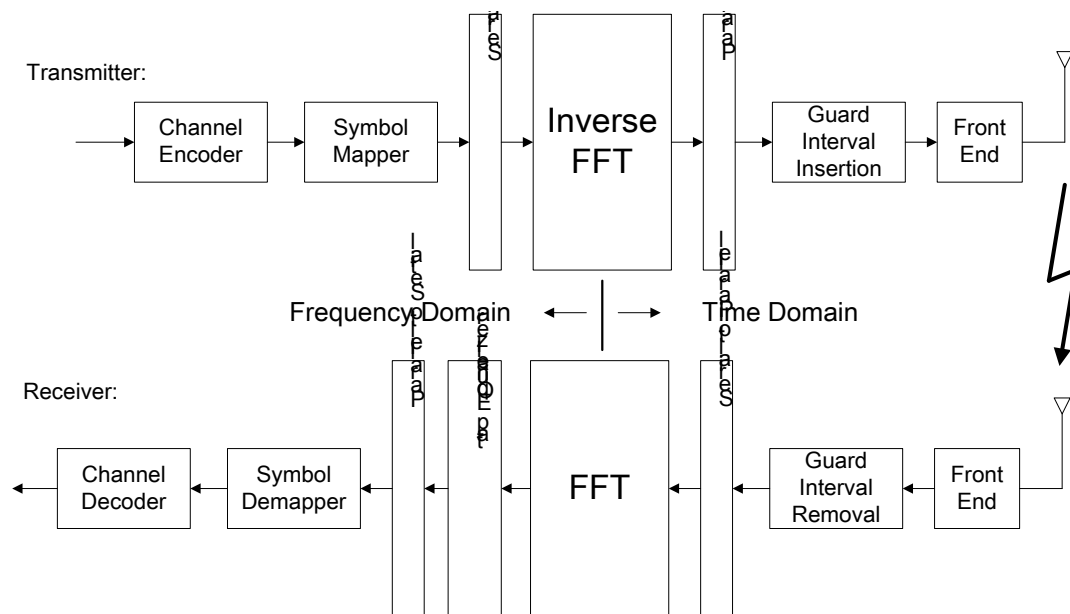 Transmitter:
Channel
Encoder
Symbol
Mapper
Inverse
FFT
Guard
Interval
Insertion
Front
End
Frequency Domain
Time Domain
Receiver:
Channel
Decoder
Symbol
Demapper
FFT
Guard
Interval
Removal
Front
End